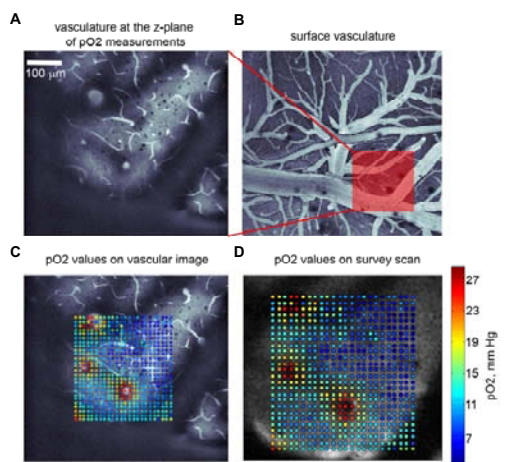 A
vasculature at the z-plane
of pO2 measurements
100 μm
B
surface vasculature
C
pO2 values on vascular image
D
pO2 values on survey scan
27
23
19
15
11
7
pO2, mm Hg